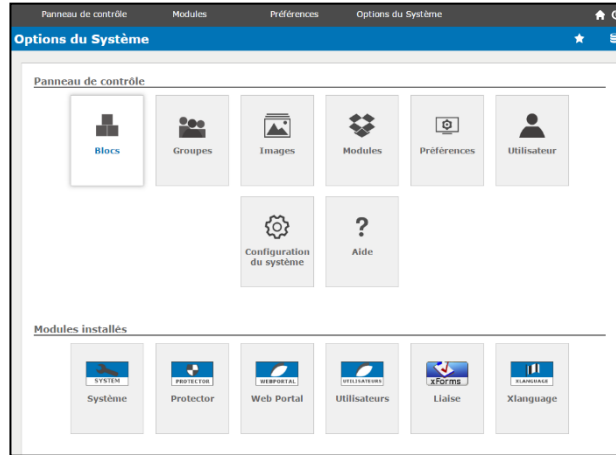 Panneau de contrôle Modules Préférences Options du Système
Options du Système
Panneau de contrôle
Blocs Groupes Images Modules Préférences Utilisateur
Configuration du système Aide
Modules installés
SYSTEM PROTECTOR WEBPORTAL UTILISATEURS xForms XLANGUAGE
Système Protector Web Portal Utilisateurs Liaise Xlanguage